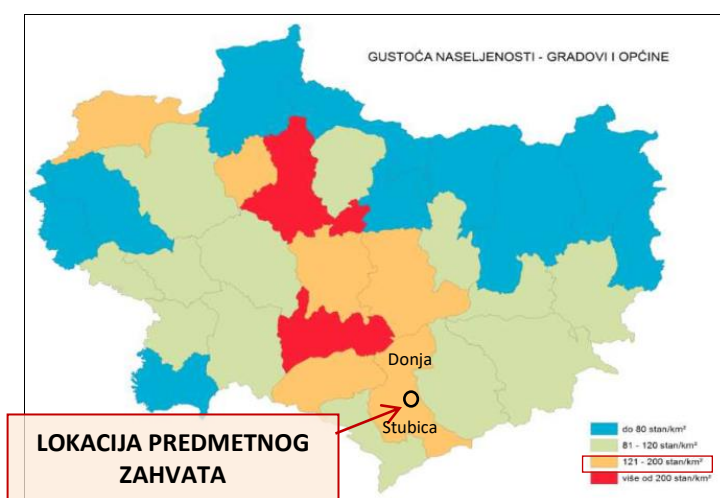 GUSTOĆA NASELJENOSTI - GRADOVI I OPĆINE
Donja
Stubica
LOKACIJA PREDMETNOG
ZAHVATA
do 80 stan/km²
81 - 120 stan/km²
121 - 200 stan/km²
više od 200 stan/km²